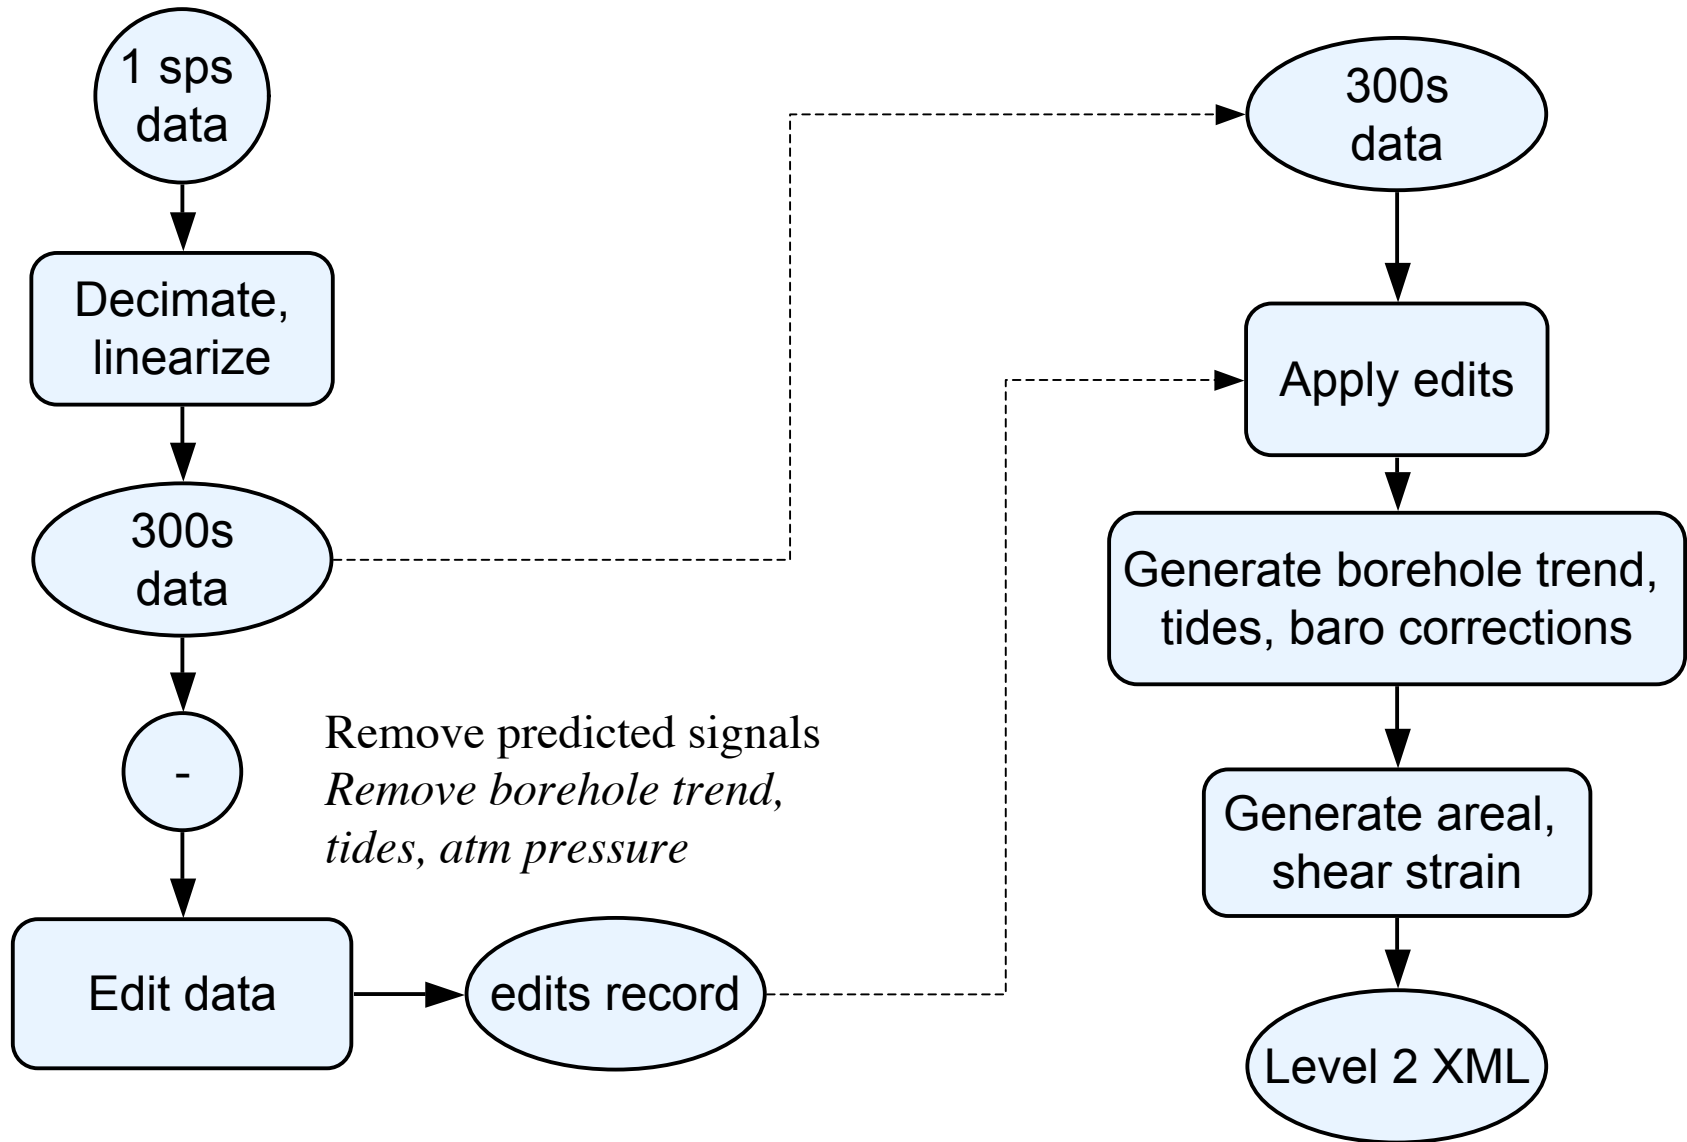 1 sps
data
Decimate,
linearize
300s
data
-
Remove predicted signals
Remove borehole trend,
tides, atm pressure
Edit data
edits record
300s
data
Apply edits
Generate borehole trend,
tides, baro corrections
Generate areal,
shear strain
Level 2 XML